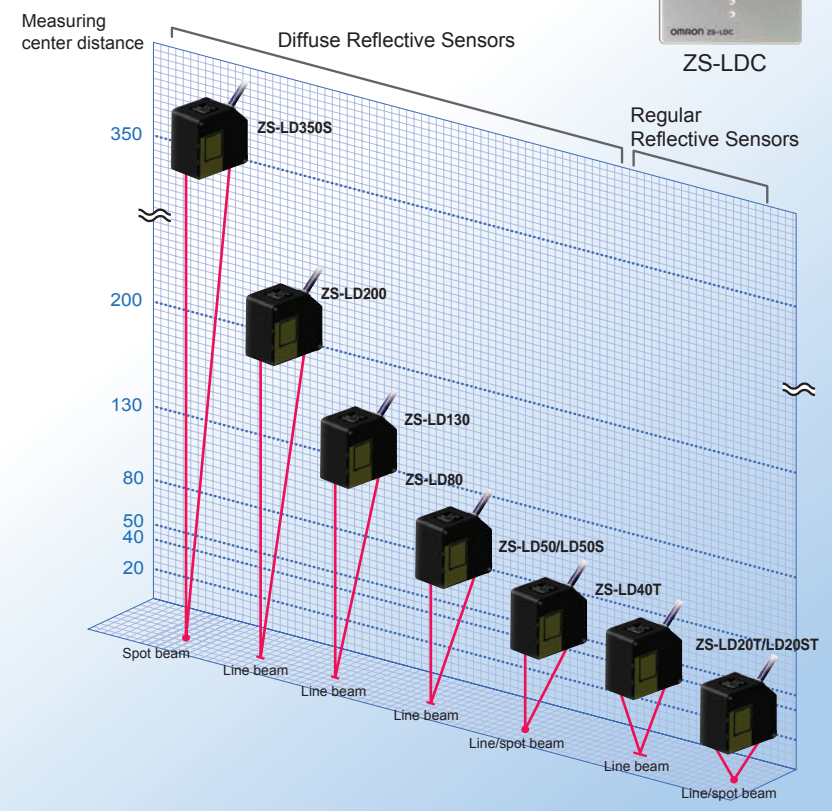 Measuring
center distance
Diffuse Reflective Sensors
OMRON ZS-LDC
ZS-LDC
Regular
Reflective Sensors
350
ZS-LD350S
200
ZS-LD200
130
ZS-LD130
80
ZS-LD80
50
ZS-LD50/LD50S
40
ZS-LD40T
20
ZS-LD20T/LD20ST
Spot beam
Line beam
Line beam
Line beam
Line/spot beam
Line beam
Line/spot beam